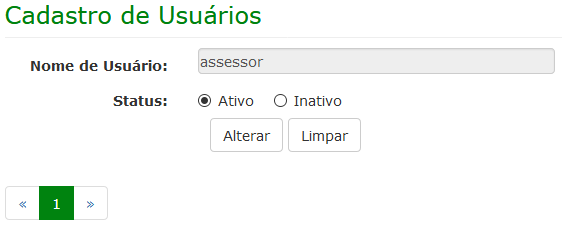 Cadastro de Usuários
Nome de Usuário: assessor
Status: Ativo Inativo
Alterar Limpar
« 1 »